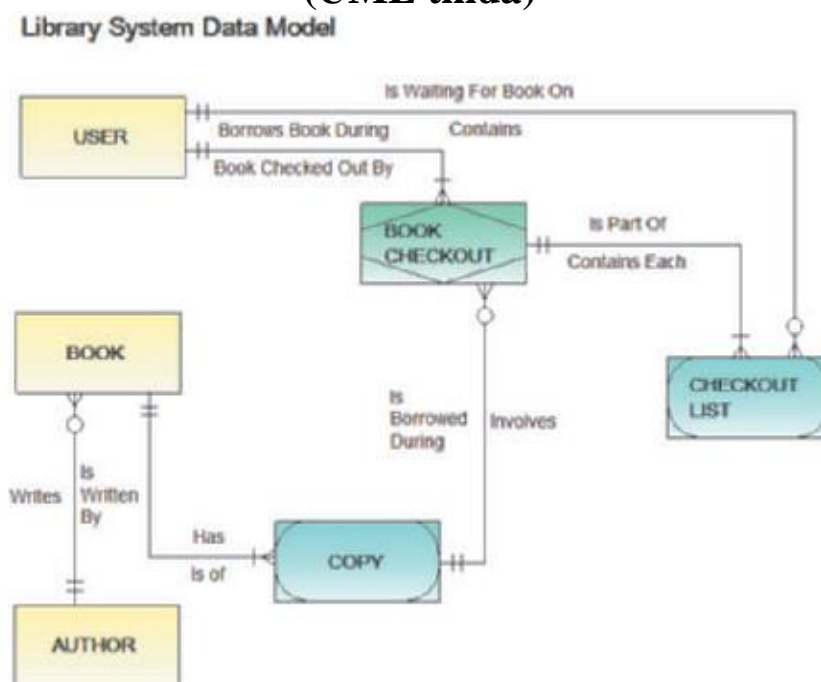 (UML
Library System Data Model
Is Waiting For Book On
USER
Borrows Book During
Contains
Book Checked Out By
BOOK
CHECKOUT
Is Part Of
Contains Each
BOOK
CHECKOUT
LIST
Is
Borrowed
During
Involves
Writes
Is
Written
By
Has
Is of
COPY
AUTHOR